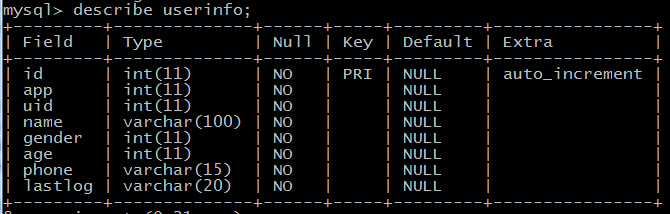 mysql> describe userinfo;
+---------+--------------+------+-----+---------+----------------+
| Field   | Type         | Null | Key | Default | Extra          |
+---------+--------------+------+-----+---------+----------------+
| id      | int(11)      | NO   | PRI | NULL    | auto_increment |
| app     | int(11)      | NO   |     | NULL    |                |
| uid     | int(11)      | NO   |     | NULL    |                |
| name    | varchar(100) | NO   |     | NULL    |                |
| gender  | int(11)      | NO   |     | NULL    |                |
| age     | int(11)      | NO   |     | NULL    |                |
| phone   | varchar(15)  | NO   |     | NULL    |                |
| lastlog | varchar(20)  | NO   |     | NULL    |                |
+---------+--------------+------+-----+---------+----------------+